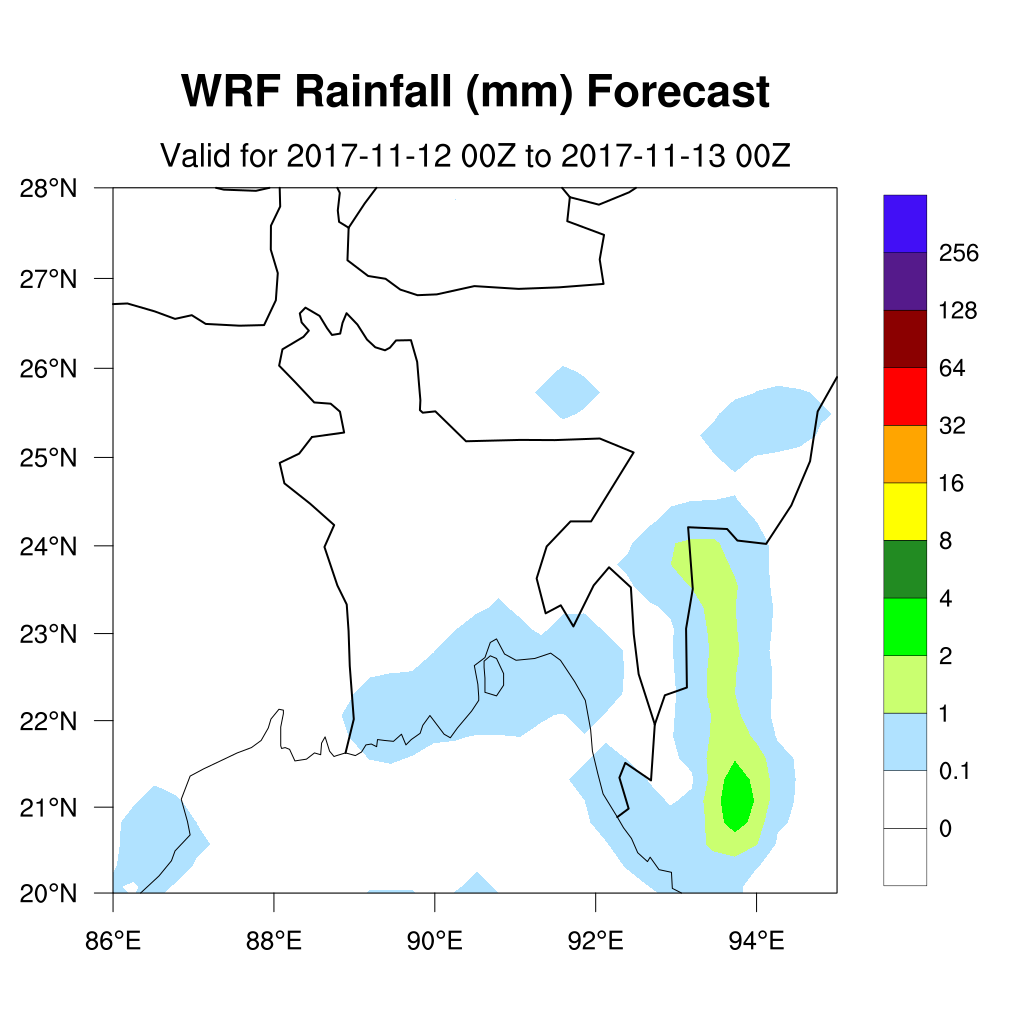 WRF Rainfall (mm) Forecast
Valid for 2017-11-12 00Z to 2017-11-13 00Z
28°N
27°N
26°N
25°N
24°N
23°N
22°N
21°N
20°N
86°E 88°E 90°E 92°E 94°E
256
128
64
32
16
8
4
2
1
0.1
0